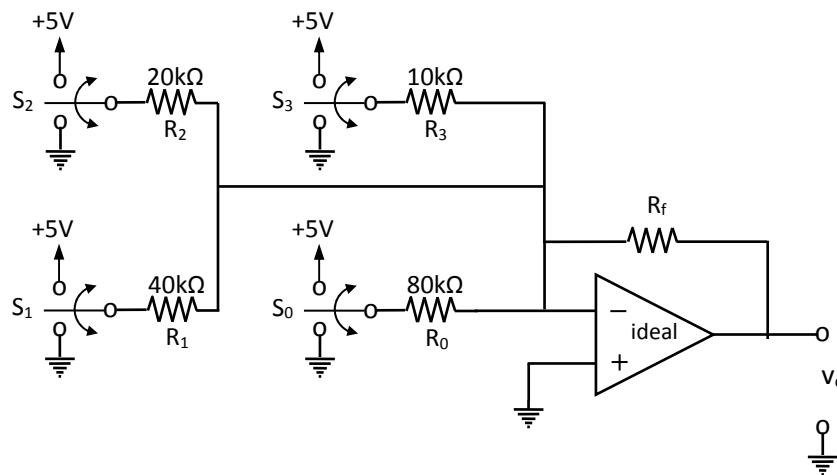 +5V
+5V
20kΩ
10kΩ
S2
S3
R2
R3
Rf
+5V
+5V
40kΩ
80kΩ
S1
S0
R1
R0
−
ideal
+